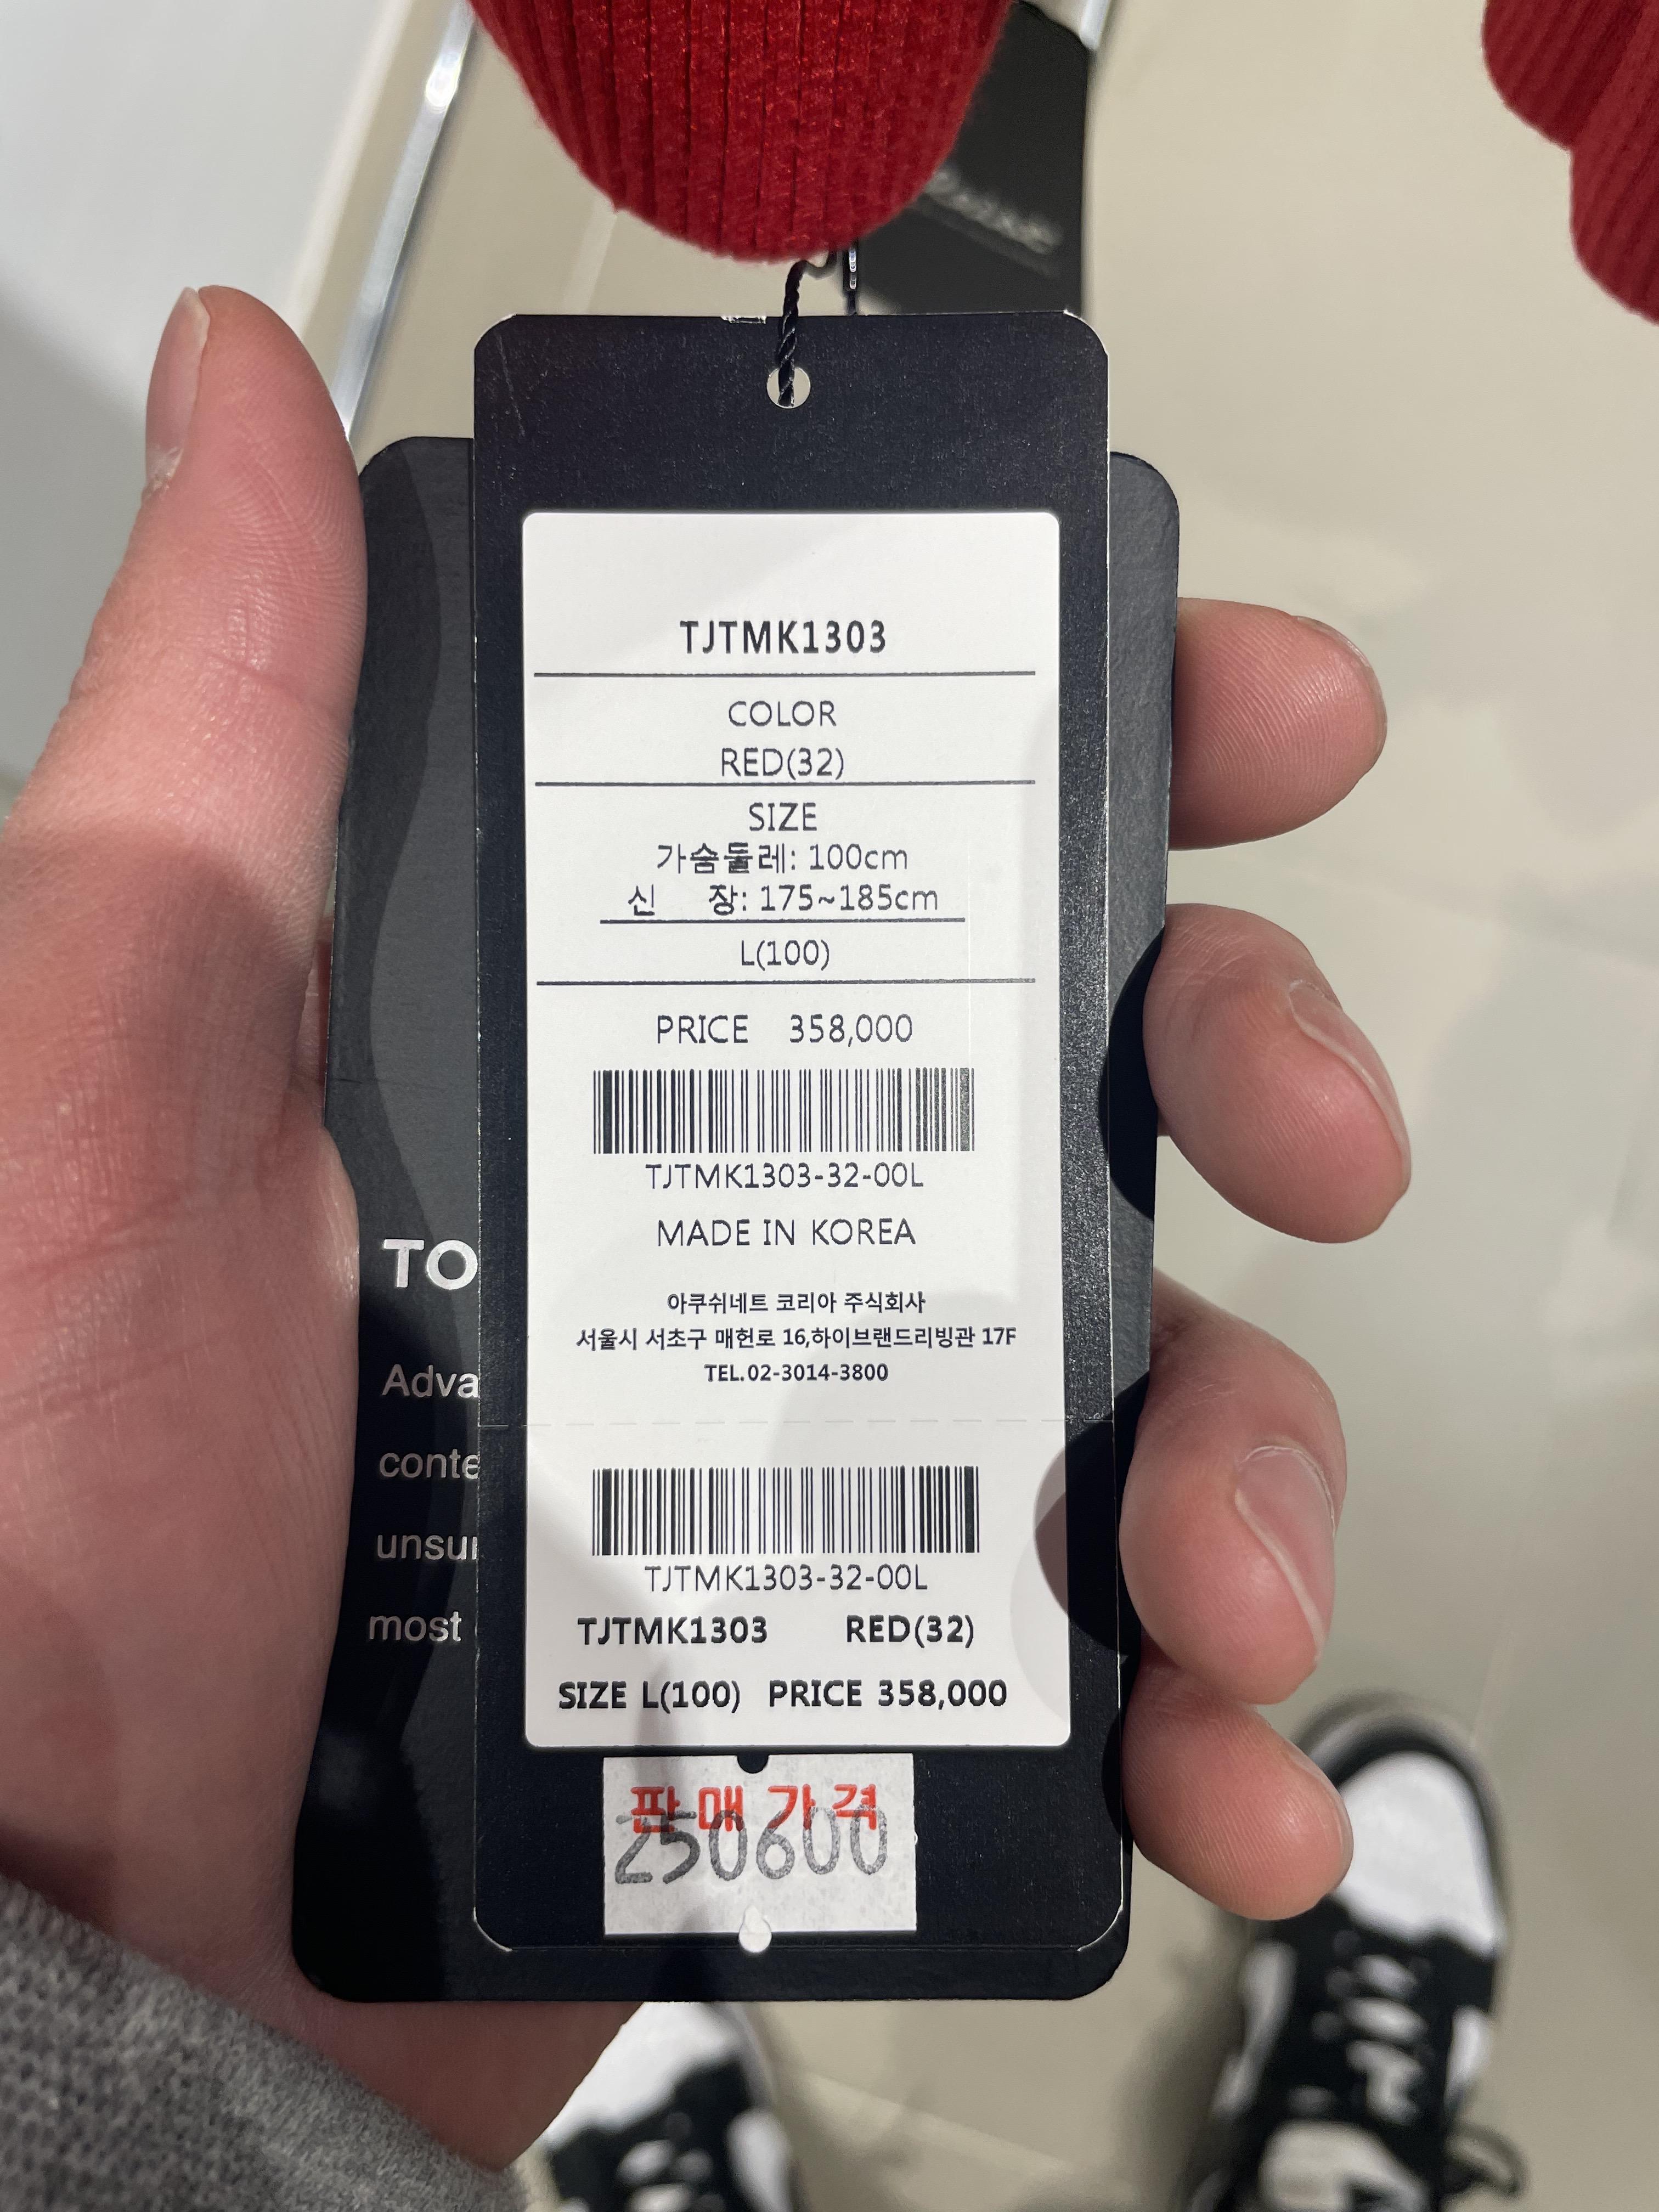 TJTMK1303
COLOR
RED(32)
SIZE
가슴둘레: 100cm
신 장: 175~185cm
L(100)
PRICE 358,000
TJTMK1303-32-00L
MADE IN KOREA
아쿠쉬네트 코리아 주식회사
서울시 서초구 매헌로 16,하이브랜드리빙관 17F
TEL.02-3014-3800
TJTMK1303-32-00L
TJTMK1303 RED(32)
SIZE L(100) PRICE 358,000
판매가격
250600
TO
Adva
conte
unsur
most